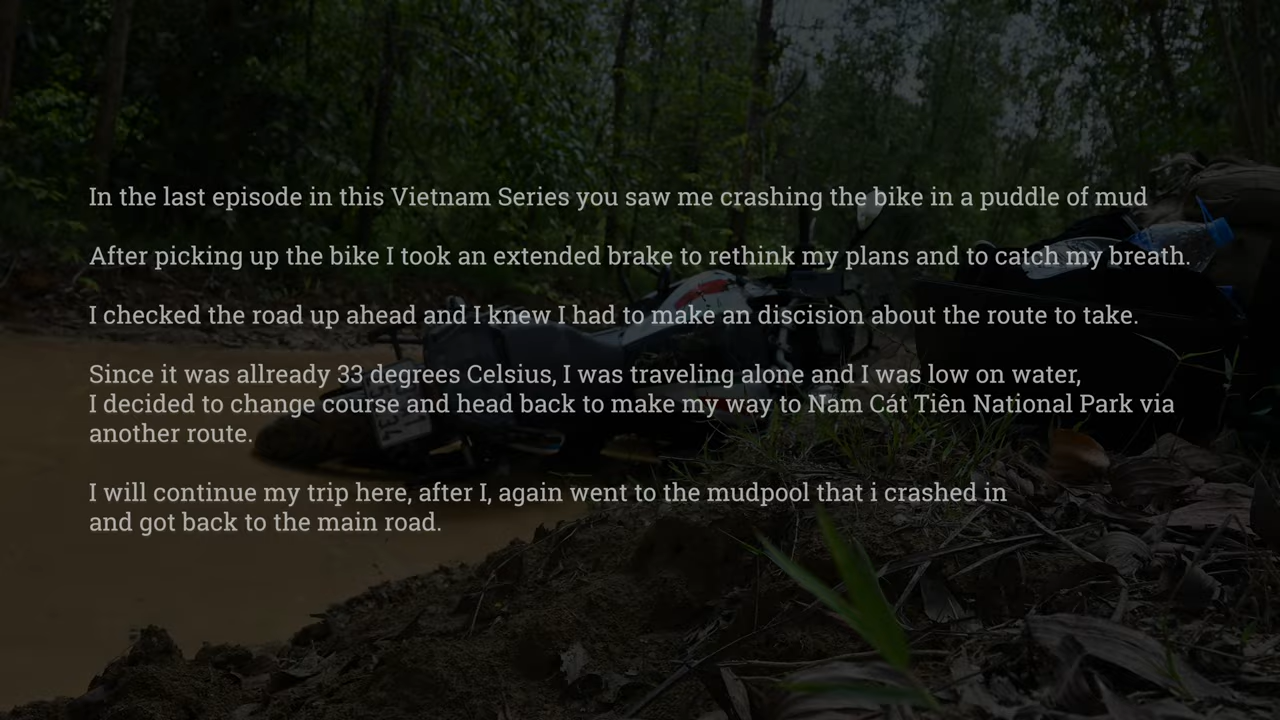 In the last episode in this Vietnam Series you saw me crashing the bike in a puddle of mud
After picking up the bike I took an extended brake to rethink my plans and to catch my breath.
I checked the road up ahead and I knew I had to make an discision about the route to take.
Since it was allready 33 degrees Celsius, I was traveling alone and I was low on water,
I decided to change course and head back to make my way to Nam Cát Tiên National Park via
another route.
I will continue my trip here, after I, again went to the mudpool that i crashed in
and got back to the main road.